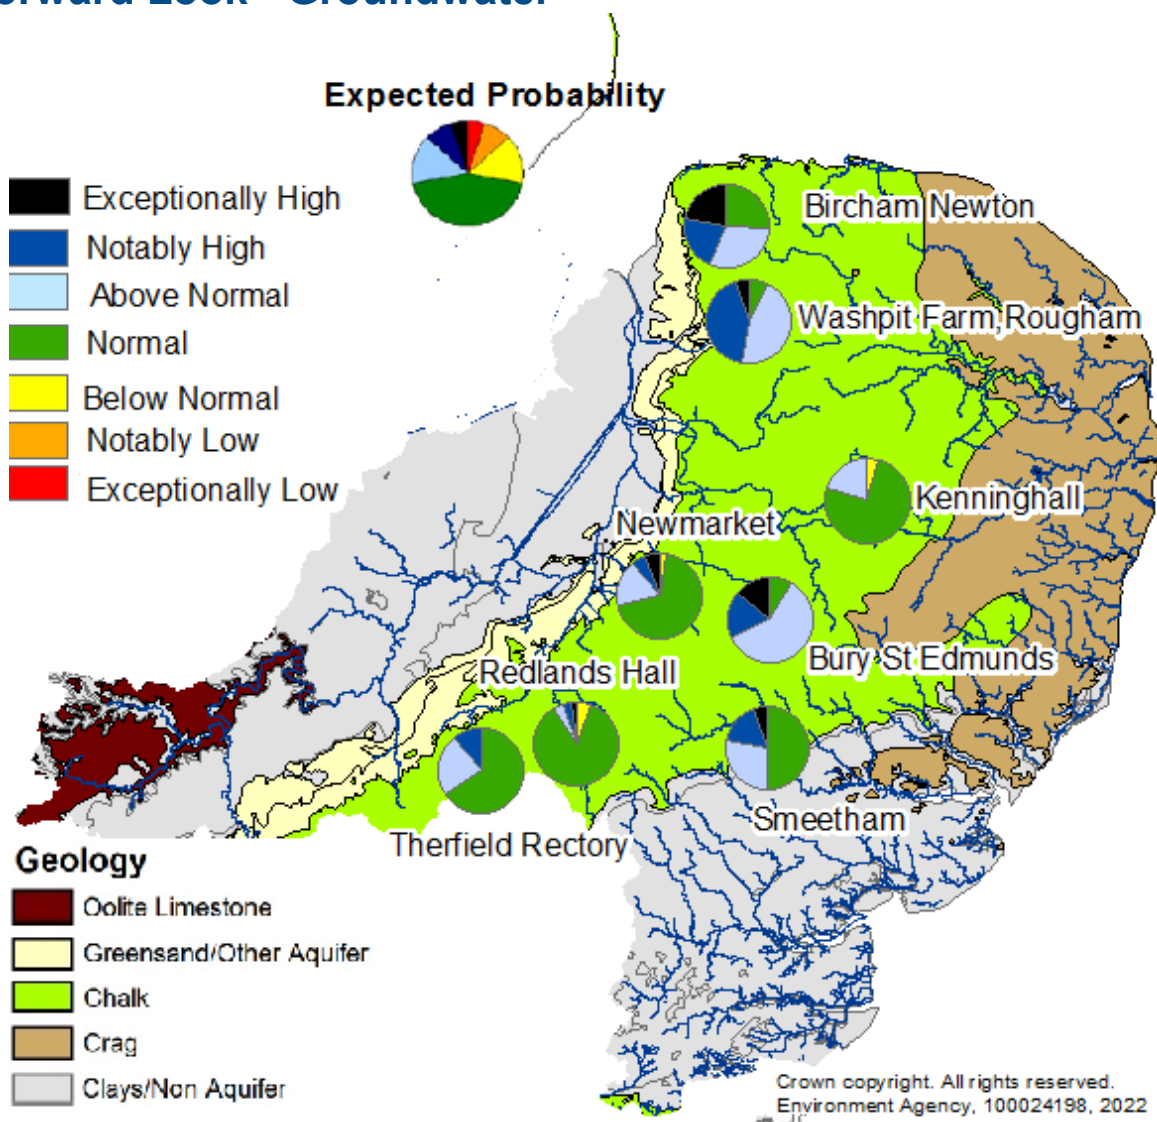 Look - Groundwater
Expected Probability
Exceptionally High
Notably High
Above Normal
Normal
Below Normal
Notably Low
Exceptionally Low
Bircham Newton
Washpit Farm,Rougham
Kenninghall
Newmarket
Bury St Edmunds
Redlands Hall
Smeetham
Therfield Rectory
Geology
Oolite Limestone
Greensand/Other Aquifer
Chalk
Crag
Clays/Non Aquifer
Crown copyright. All rights reserved.
Environment Agency, 100024198, 2022